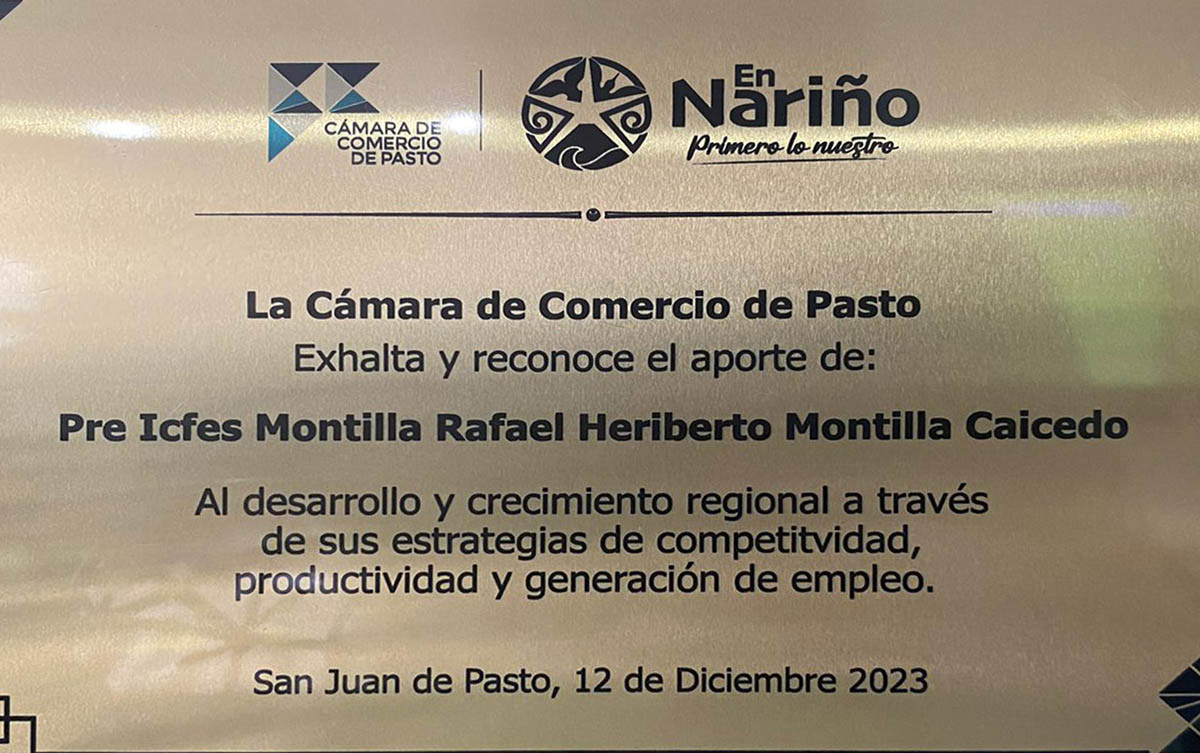 CÁMARA DE
COMERCIO
DE PASTO
En
Nariño
Primero lo nuestro
La Cámara de Comercio de Pasto
Exhalta y reconoce el aporte de:
Pre Icfes Montilla Rafael Heriberto Montilla Caicedo
Al desarrollo y crecimiento regional a través
de sus estrategias de competitvidad,
productividad y generación de empleo.
San Juan de Pasto, 12 de Diciembre 2023